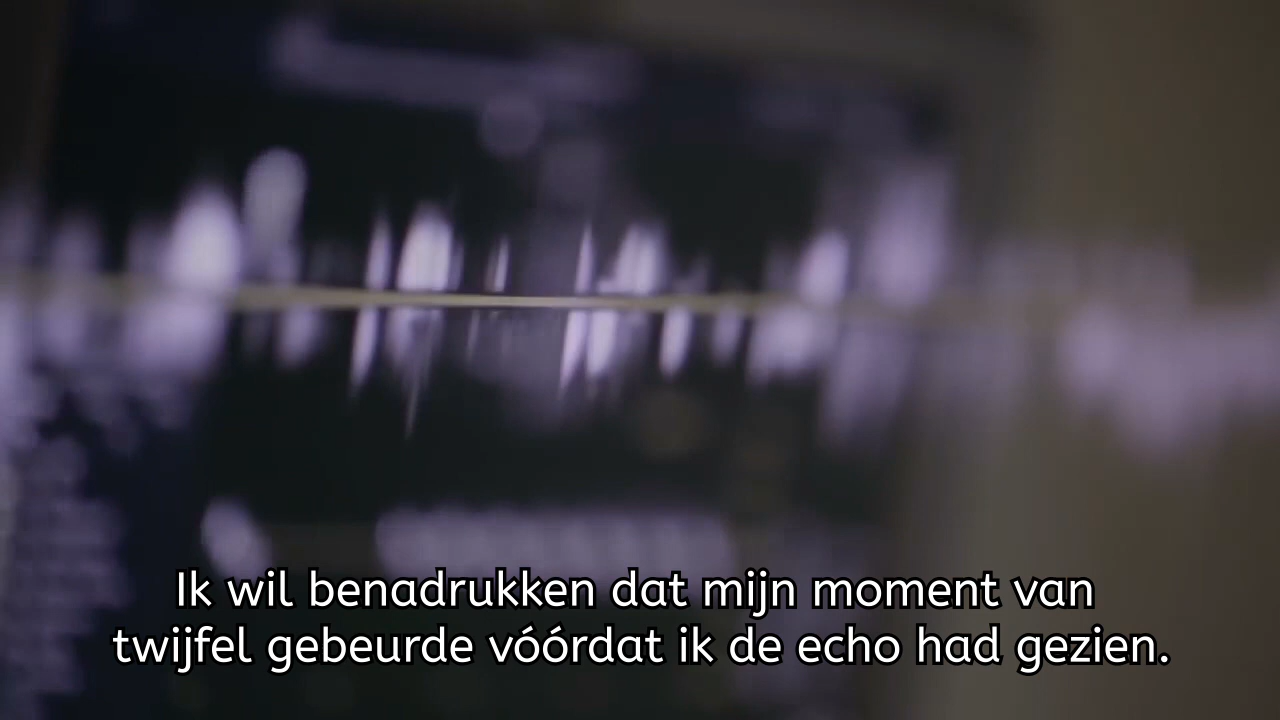 Ik wil benadrukken dat mijn moment van
twijfel gebeurde vóórdat ik de echo had gezien.